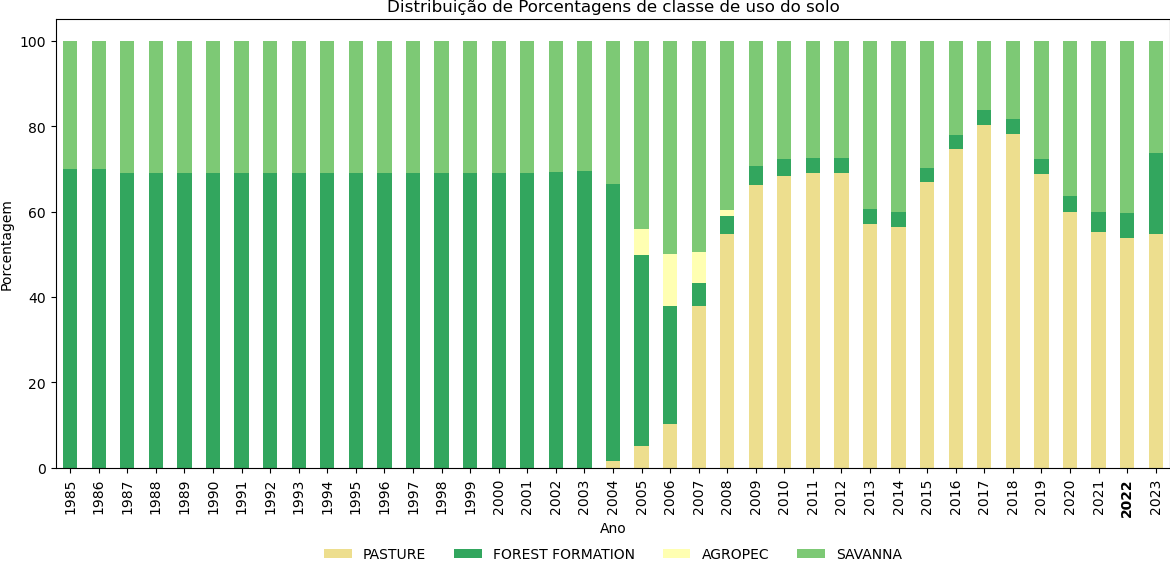 Distribuição de Porcentagens de classe de uso do solo
Porcentagem
100
80
60
40
20
0
1985 1986 1987 1988 1989 1990 1991 1992 1993 1994 1995 1996 1997 1998 1999 2000 2001 2002 2003 2004 2005 2006 2007 2008 2009 2010 2011 2012 2013 2014 2015 2016 2017 2018 2019 2020 2021 2022 2023
Ano
PASTURE FOREST FORMATION AGROPEC SAVANNA